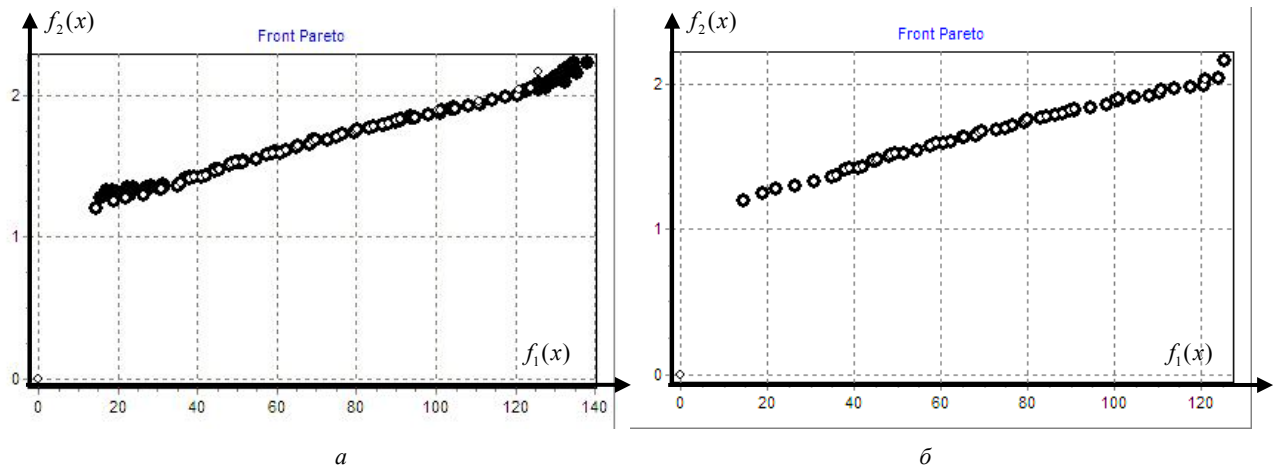 f₂(x)
Front Pareto
2
1
0
f₁(x)
0 20 40 60 80 100 120 140
а
f₂(x)
Front Pareto
2
1
0
f₁(x)
0 20 40 60 80 100 120
б